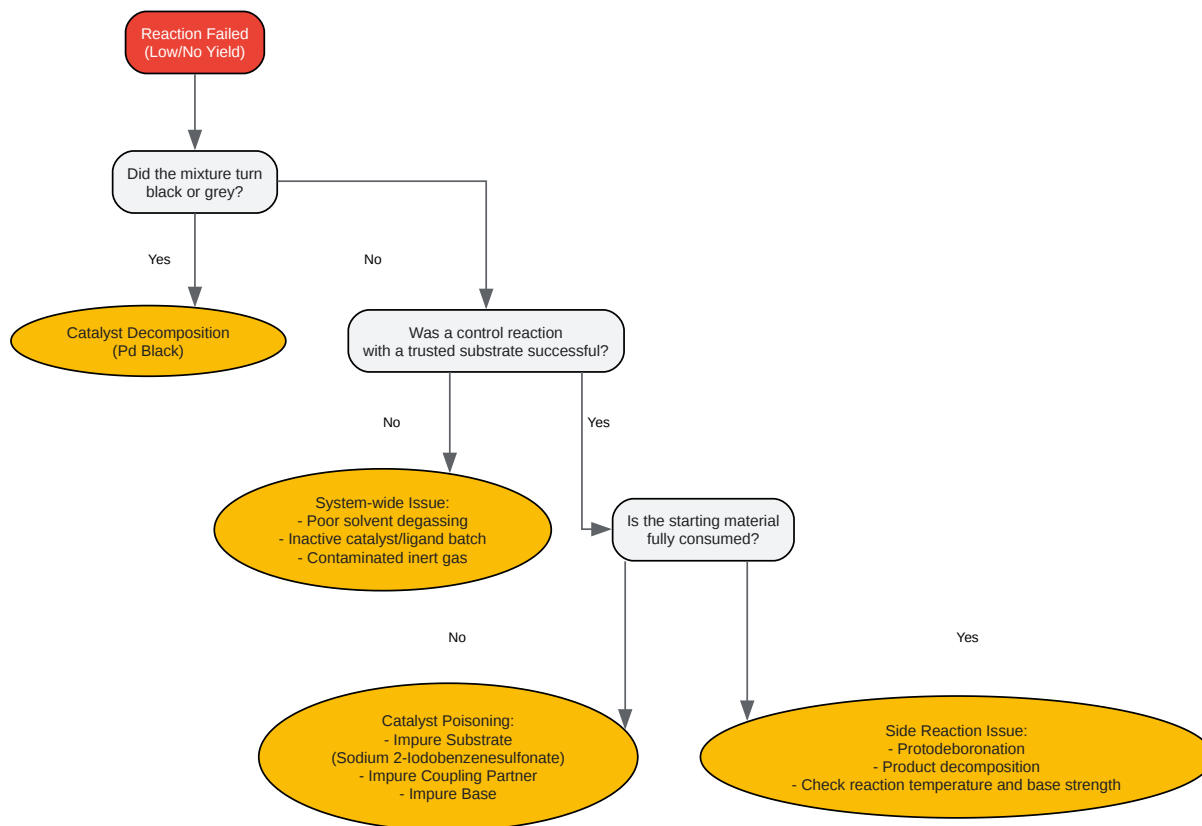 Reaction Failed
(Low/No Yield)
Did the mixture turn
black or grey?
Yes
No
Catalyst Decomposition
(Pd Black)
Was a control reaction
with a trusted substrate successful?
No
Yes
System-wide Issue:
- Poor solvent degassing
- Inactive catalyst/ligand batch
- Contaminated inert gas
Is the starting material
fully consumed?
No
Yes
Catalyst Poisoning:
- Impure Substrate
(Sodium 2-Iodobenzenesulfonate)
- Impure Coupling Partner
- Impure Base
Side Reaction Issue:
- Protodeboronation
- Product decomposition
- Check reaction temperature and base strength